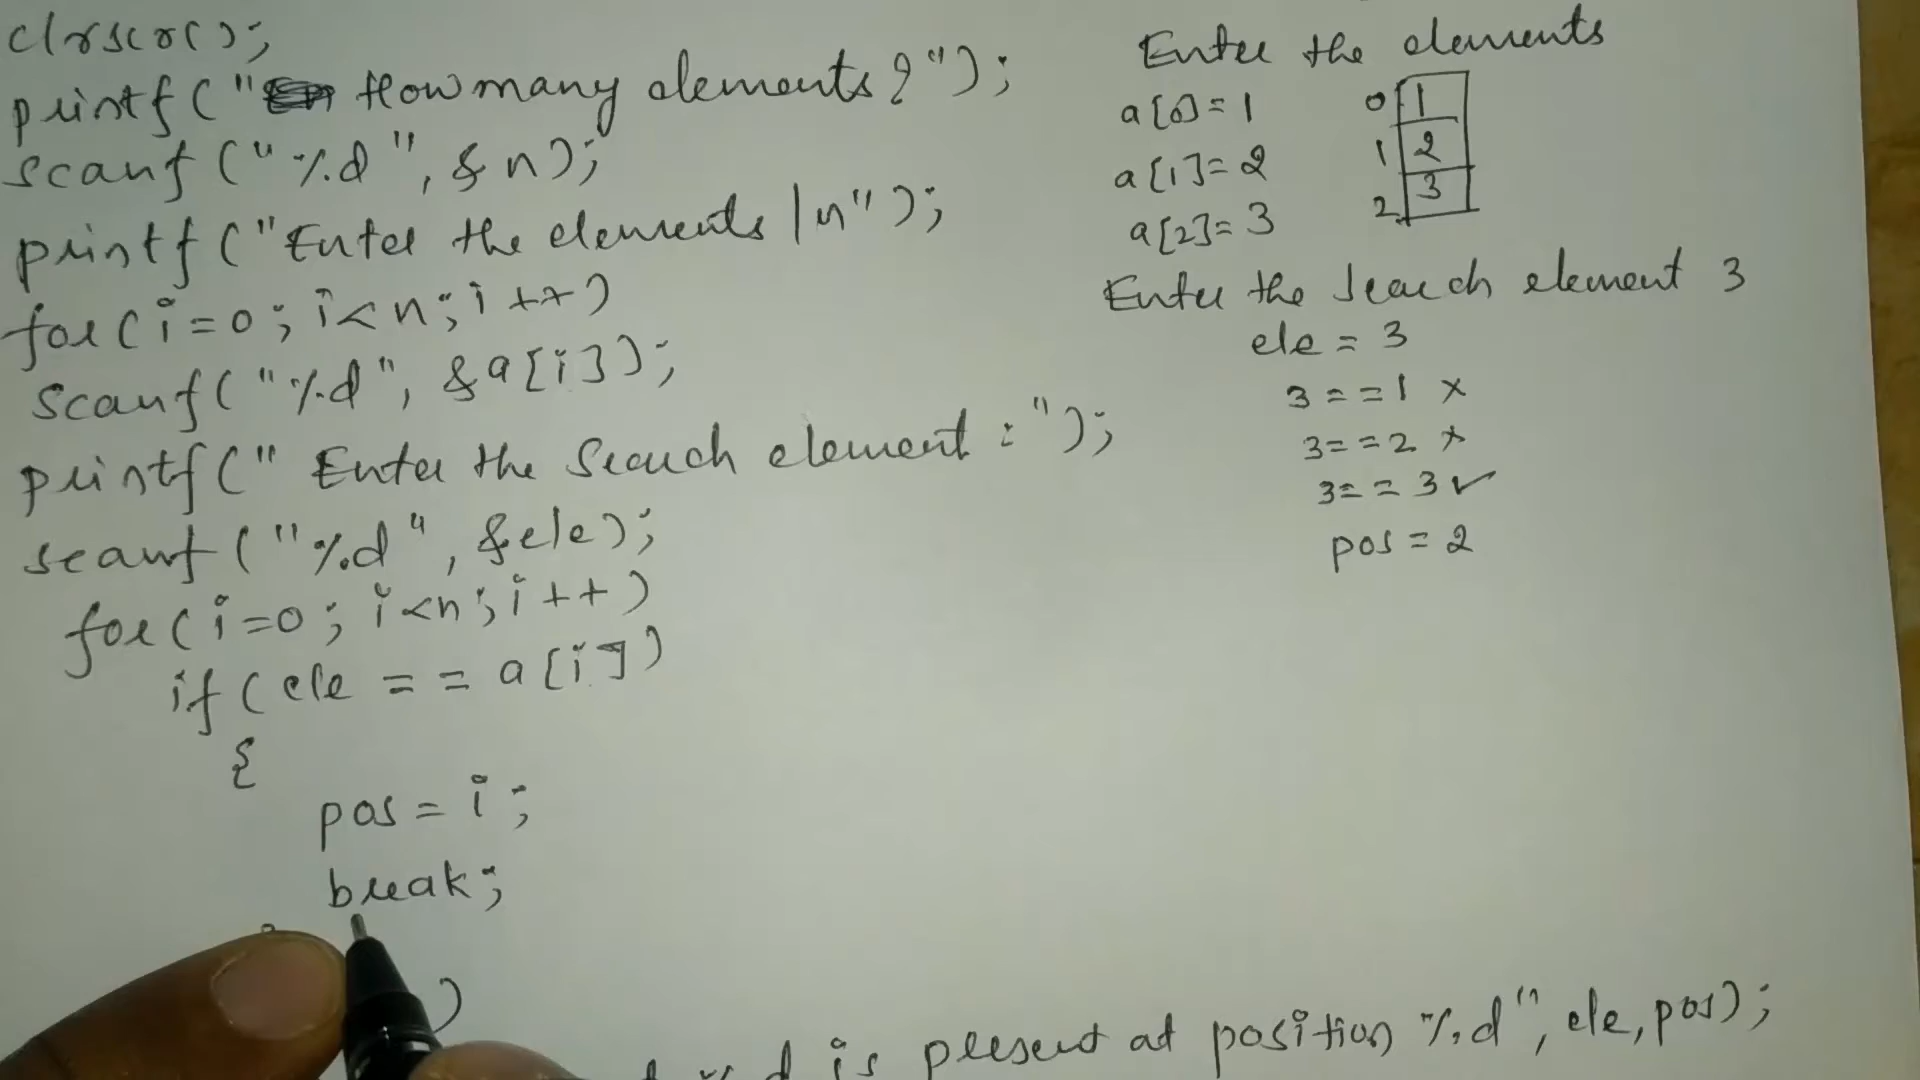 clrscr();
printf("How many elements?");
scanf("%d", &n);
printf("Enter the elements \n");
for(i=0; i<n; i++)
scanf("%d", &a[i]);
printf(" Enter the Search element :");
scanf("%d", &ele);
for(i=0; i<n; i++)
if(ele == a[i])
{
pos = i;
break;
)
d is present at position %d", ele, pos);
Enter the elements
a[0]=1
a[1]=2
a[2]=3
0 1
1 2
2 3
Enter the Search element 3
ele = 3
3==1 ×
3==2 ×
3==3 ✓
pos = 2